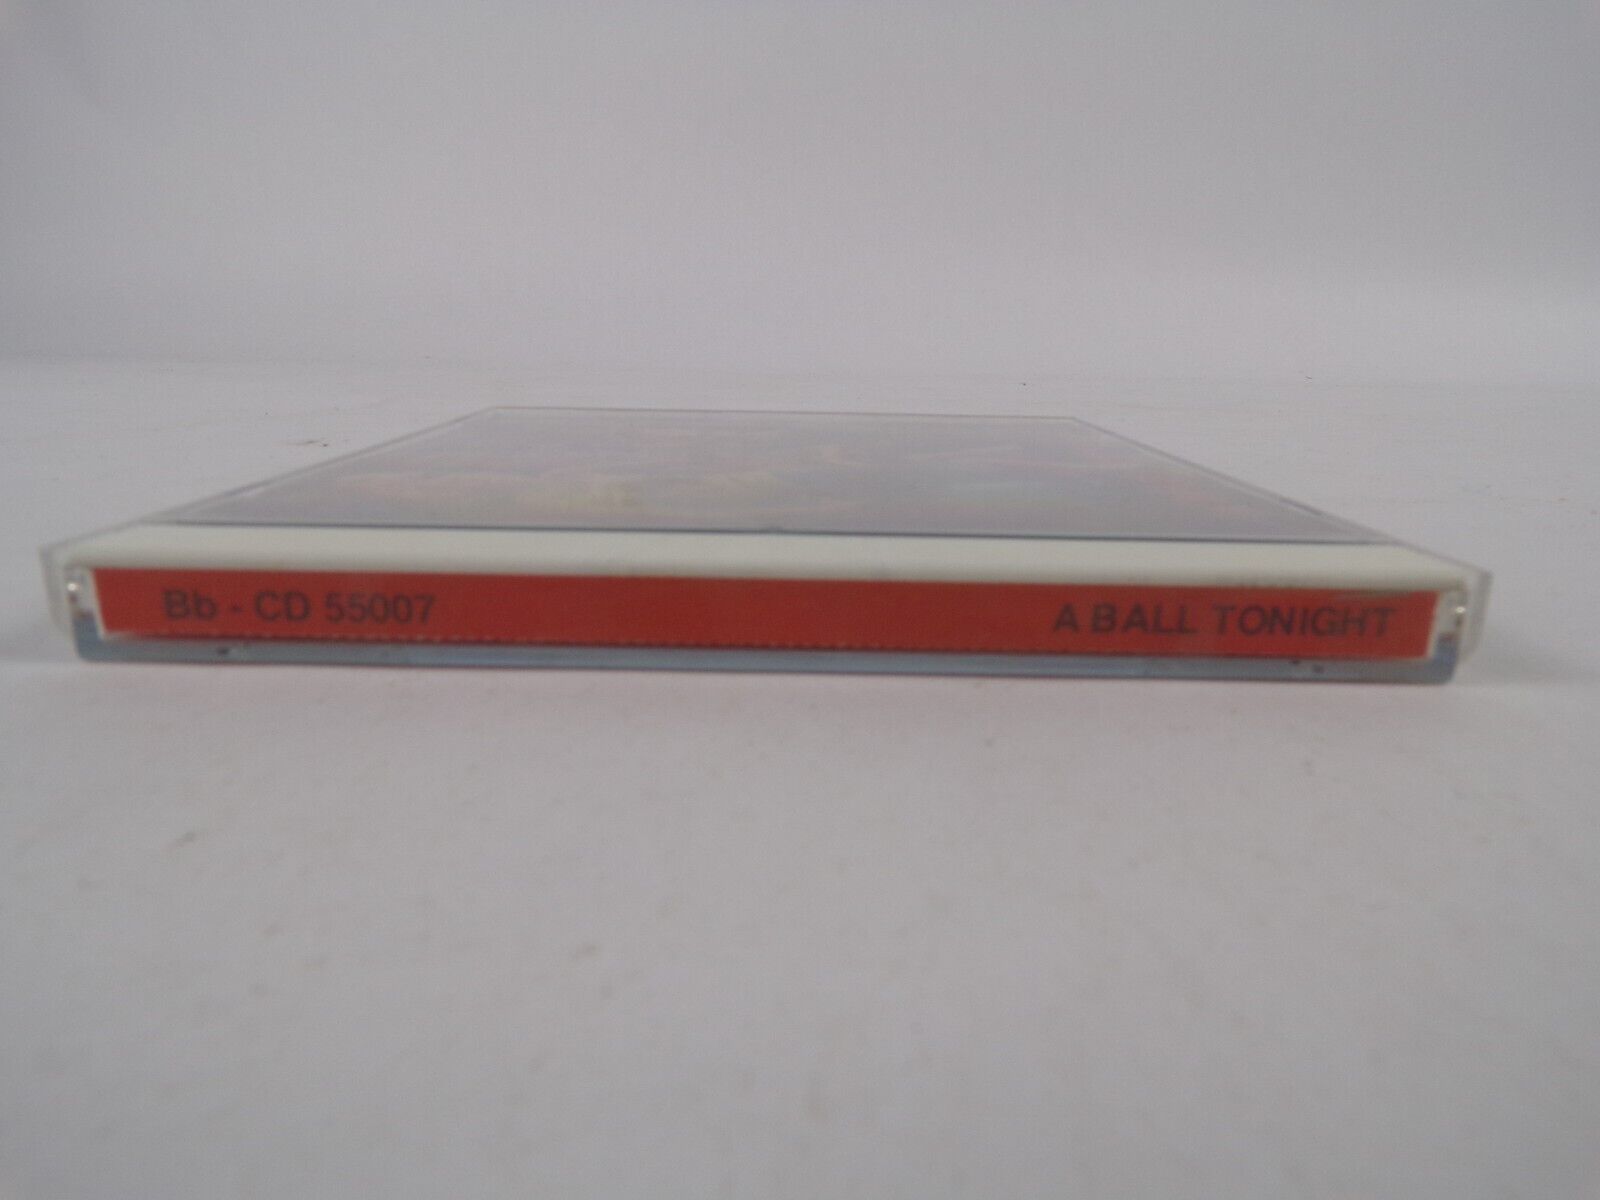 Bb - CD 55007 A BALL TONIGHT